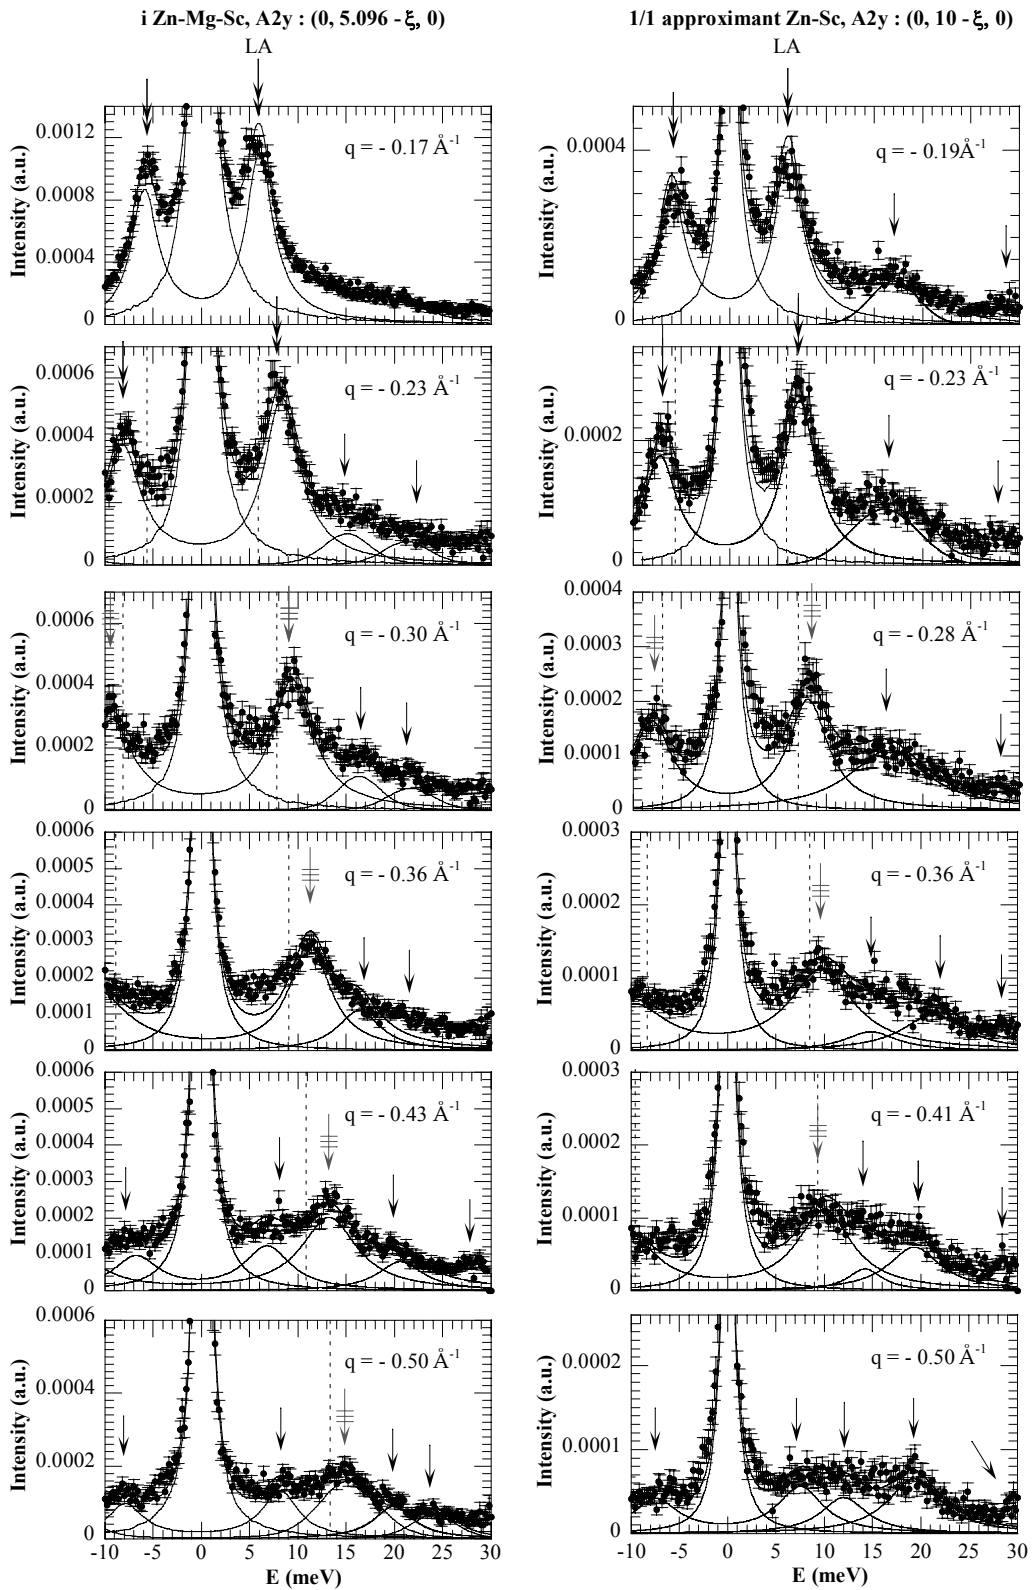 i Zn-Mg-Sc, A2y : (0, 5.096 - ξ, 0)
LA
0.0012
0.0008
0.0004
0
Intensity (a.u.)
q = - 0.17 Å-1
0.0006
0.0004
0.0002
0
Intensity (a.u.)
q = - 0.23 Å-1
0.0006
0.0004
0.0002
0
Intensity (a.u.)
q = - 0.30 Å-1
0.0006
0.0005
0.0004
0.0003
0.0002
0.0001
0
Intensity (a.u.)
q = - 0.36 Å-1
0.0006
0.0005
0.0004
0.0003
0.0002
0.0001
0
Intensity (a.u.)
q = - 0.43 Å-1
0.0006
0.0004
0.0002
0
Intensity (a.u.)
q = - 0.50 Å-1
-10 -5 0 5 10 15 20 25 30
E (meV)
1/1 approximant Zn-Sc, A2y : (0, 10 - ξ, 0)
LA
0.0004
0
Intensity (a.u.)
q = - 0.19Å-1
0.0002
0
Intensity (a.u.)
q = - 0.23 Å-1
0.0004
0.0003
0.0002
0.0001
0
Intensity (a.u.)
q = - 0.28 Å-1
0.0003
0.0002
0.0001
0
Intensity (a.u.)
q = - 0.36 Å-1
0.0003
0.0002
0.0001
0
Intensity (a.u.)
q = - 0.41 Å-1
0.0002
0.0001
0
Intensity (a.u.)
q = - 0.50 Å-1
-10 -5 0 5 10 15 20 25 30
E (meV)